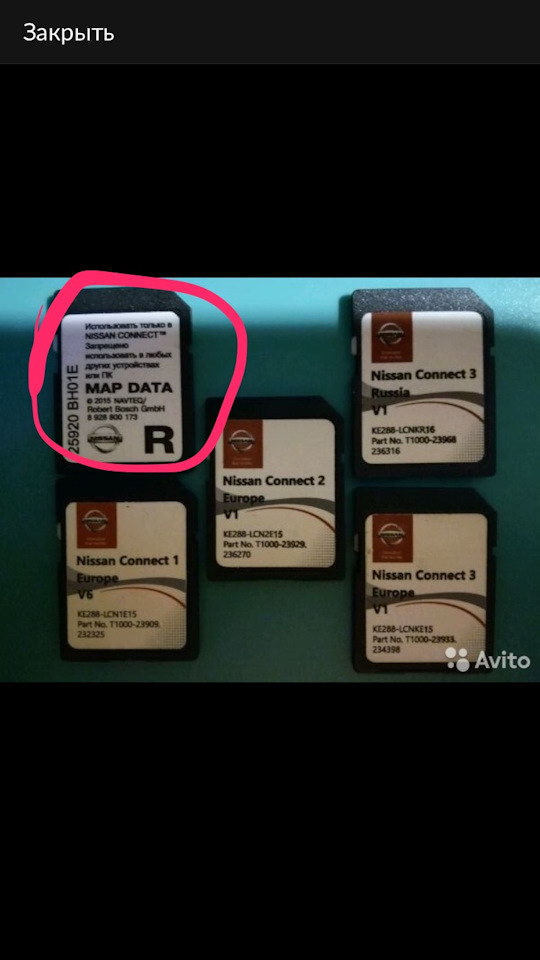 Закрыть
Использовать только в
NISSAN CONNECT™
Запрещено
использовать в любых
других устройствах
или ПК
MAP DATA
© 2015 NAVTEQ/
Robert Bosch GmbH
8 928 800 173
R
25920 BH01E
Nissan Connect 3
Russia
V1
KE288-LCNKR16
Part No. T1000-23968
236316
Nissan Connect 2
Europe
V1
KE288-LCN2E15
Part No. T1000-23929.
236270
Nissan Connect 1
Europe
V6
KE288-LCN1E15
Part No. T1000-23909.
232325
Nissan Connect 3
Europe
V1
KE288-LCNKE15
Part No. T1000-23933.
234398
Avito